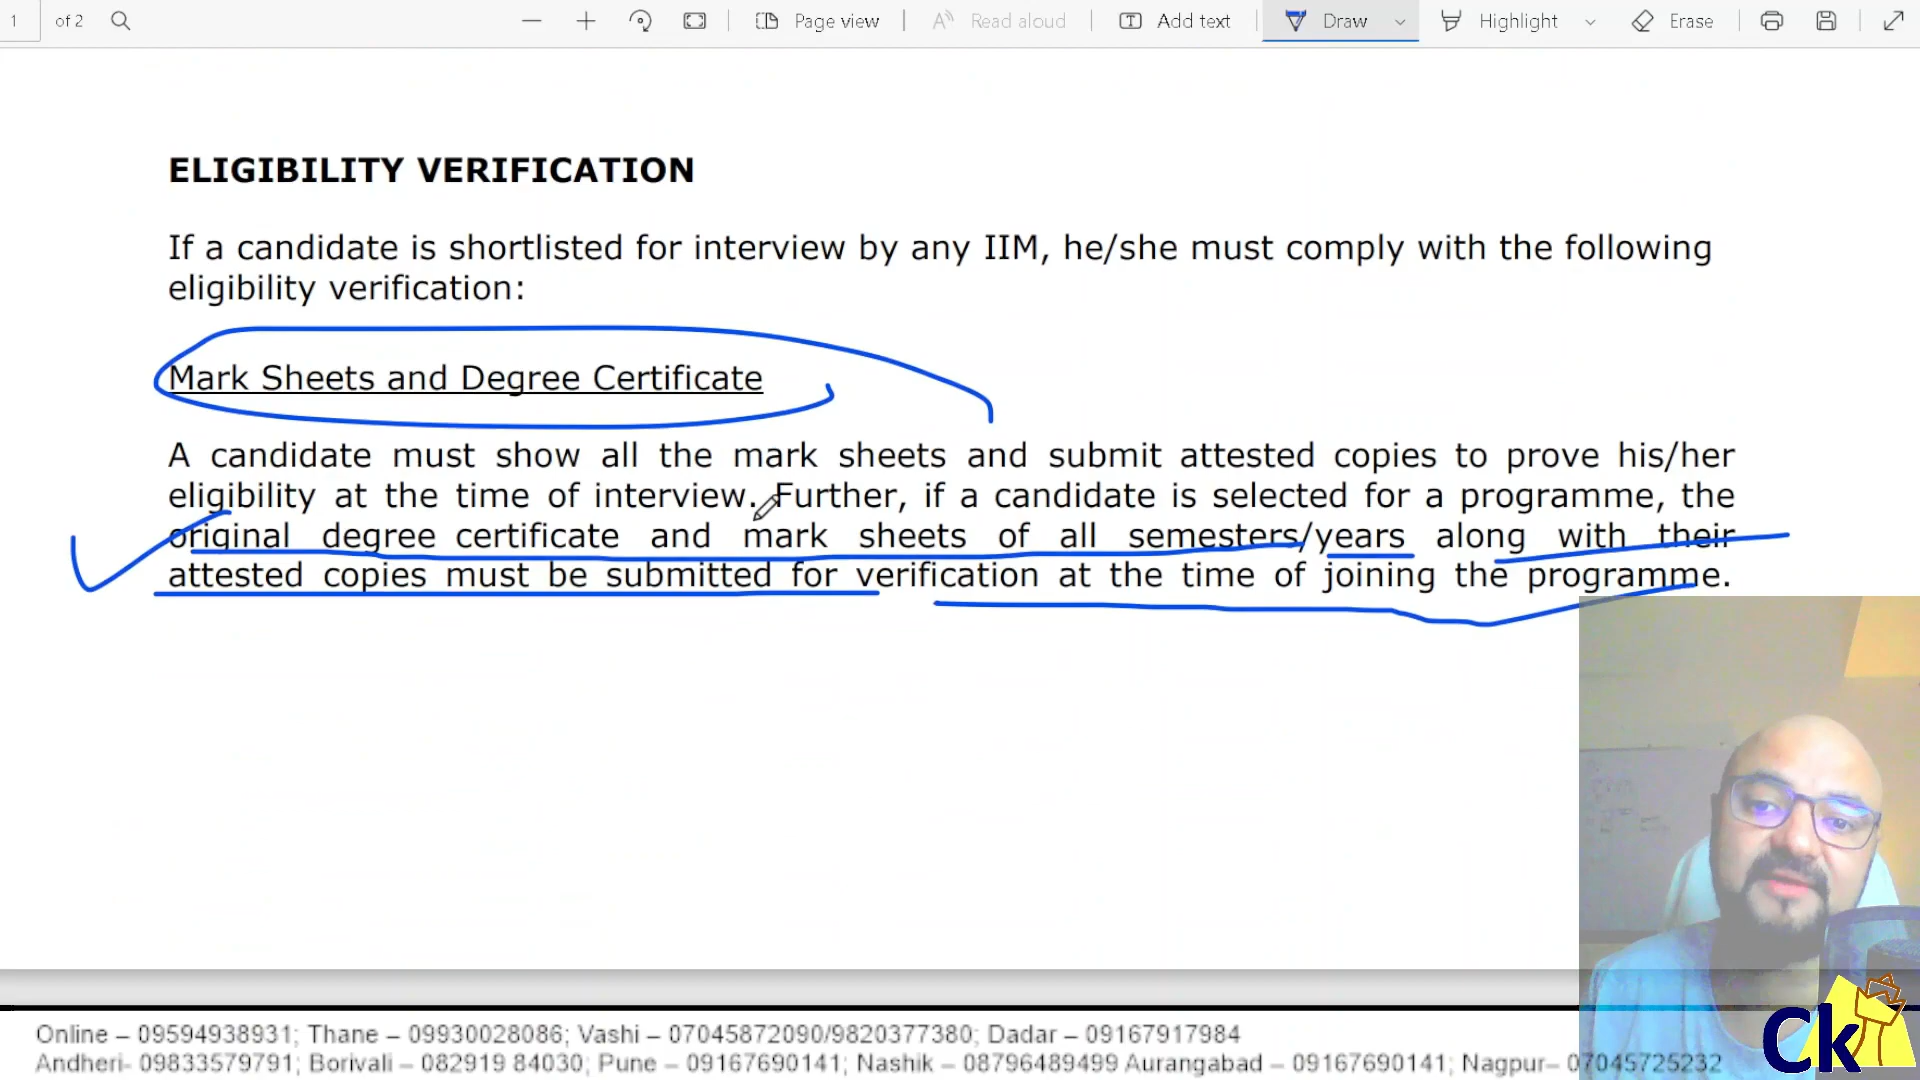 1 of 2 Page view Read aloud Add text Draw Highlight Erase
ELIGIBILITY VERIFICATION
If a candidate is shortlisted for interview by any IIM, he/she must comply with the following
eligibility verification:
Mark Sheets and Degree Certificate
A candidate must show all the mark sheets and submit attested copies to prove his/her
eligibility at the time of interview. Further, if a candidate is selected for a programme, the
original degree certificate and mark sheets of all semesters/years along with their
attested copies must be submitted for verification at the time of joining the programme.
Online – 09594938931; Thane – 09930028086; Vashi – 07045872090/9820377380; Dadar – 09167917984
Andheri- 09833579791; Borivali – 082919 84030; Pune – 09167690141; Nashik – 08796489499 Aurangabad – 09167690141; Nagpur– 07045725232
Ck